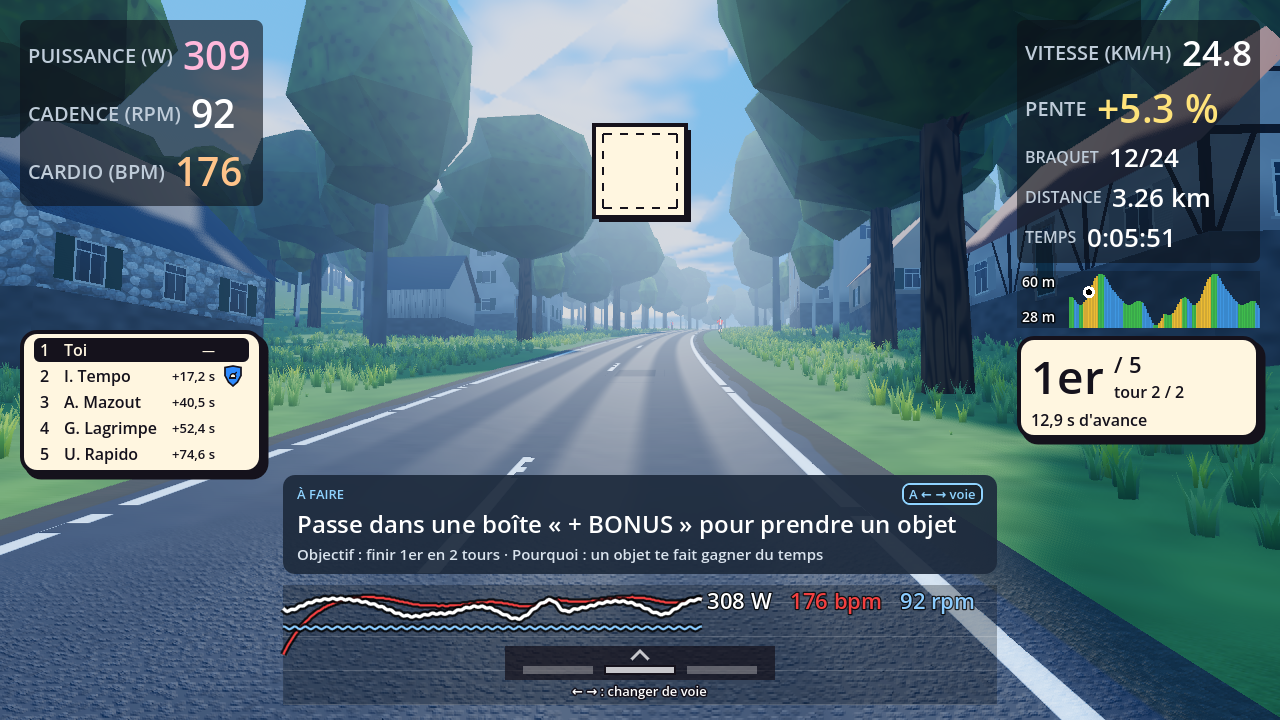 PUISSANCE (W) 309
CADENCE (RPM) 92
CARDIO (BPM) 176
VITESSE (KM/H) 24.8
PENTE +5.3 %
BRAQUET 12/24
DISTANCE 3.26 km
TEMPS 0:05:51
60 m
28 m
1 Toi —
2 I. Tempo +17,2 s
3 A. Mazout +40,5 s
4 G. Lagrimpe +52,4 s
5 U. Rapido +74,6 s
1er / 5
tour 2 / 2
12,9 s d'avance
À FAIRE
A ← → voie
Passe dans une boîte « + BONUS » pour prendre un objet
Objectif : finir 1er en 2 tours · Pourquoi : un objet te fait gagner du temps
308 W 176 bpm 92 rpm
← → : changer de voie